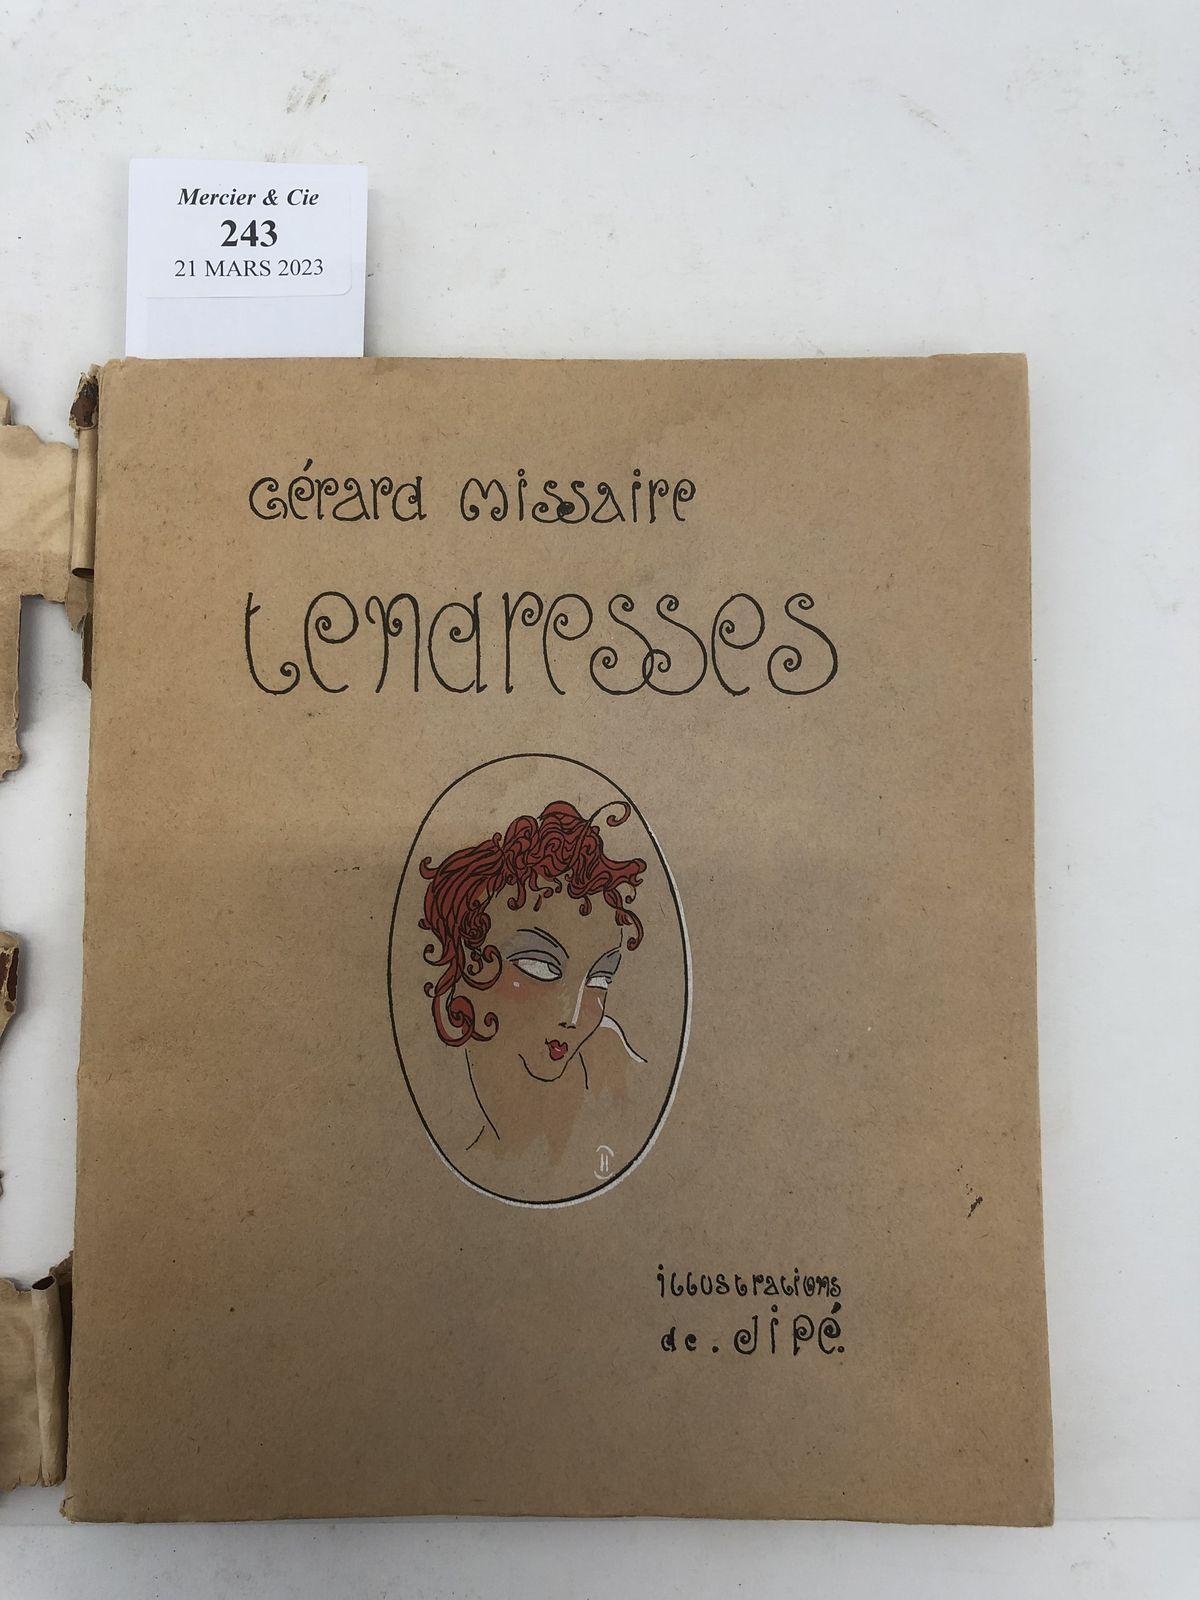 Mercier & Cie
243
21 MARS 2023
Gérard Missaire
tendresses
illustrations
de. Jipé.